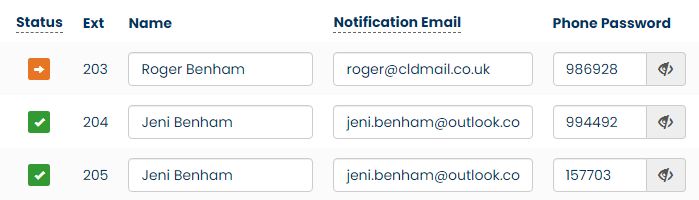 Status Ext Name Notification Email Phone Password
203 Roger Benham roger@cldmail.co.uk 986928
204 Jeni Benham jeni.benham@outlook.co 994492
205 Jeni Benham jeni.benham@outlook.co 157703